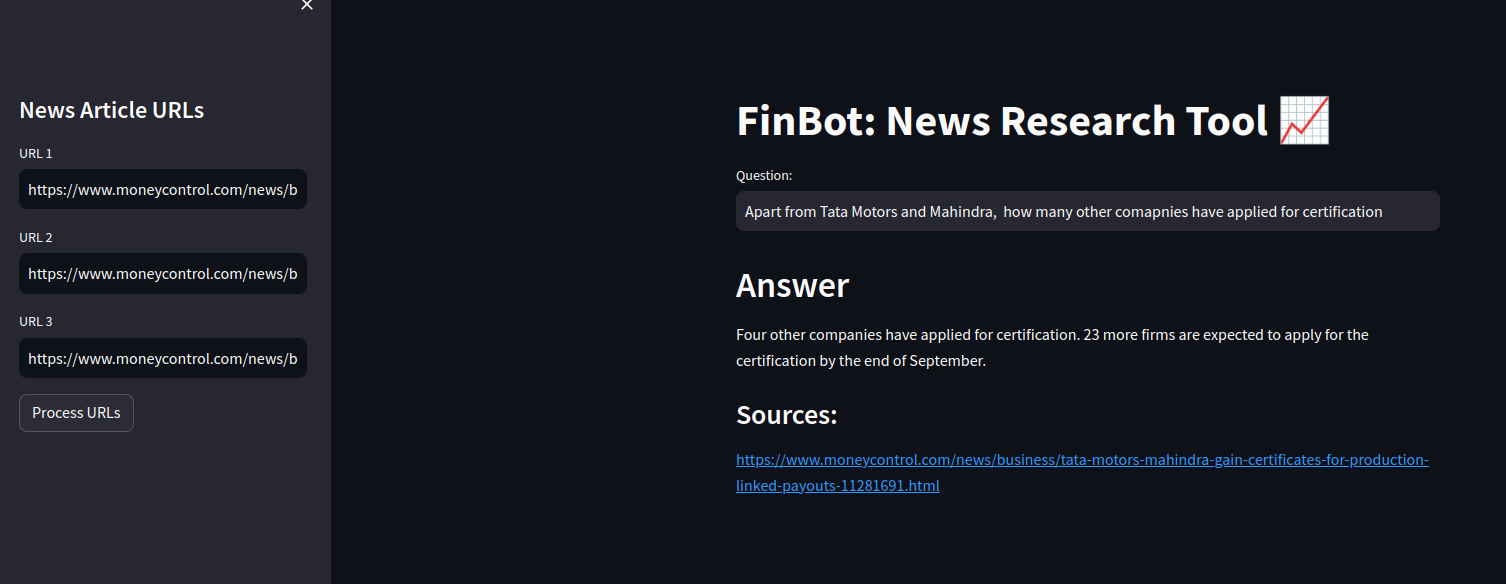 ×
News Article URLs
URL 1
https://www.moneycontrol.com/news/b
URL 2
https://www.moneycontrol.com/news/b
URL 3
https://www.moneycontrol.com/news/b
Process URLs
FinBot: News Research Tool 📈
Question:
Apart from Tata Motors and Mahindra,  how many other comapnies have applied for certification
Answer
Four other companies have applied for certification. 23 more firms are expected to apply for the
certification by the end of September.
Sources:
https://www.moneycontrol.com/news/business/tata-motors-mahindra-gain-certificates-for-production-
linked-payouts-11281691.html